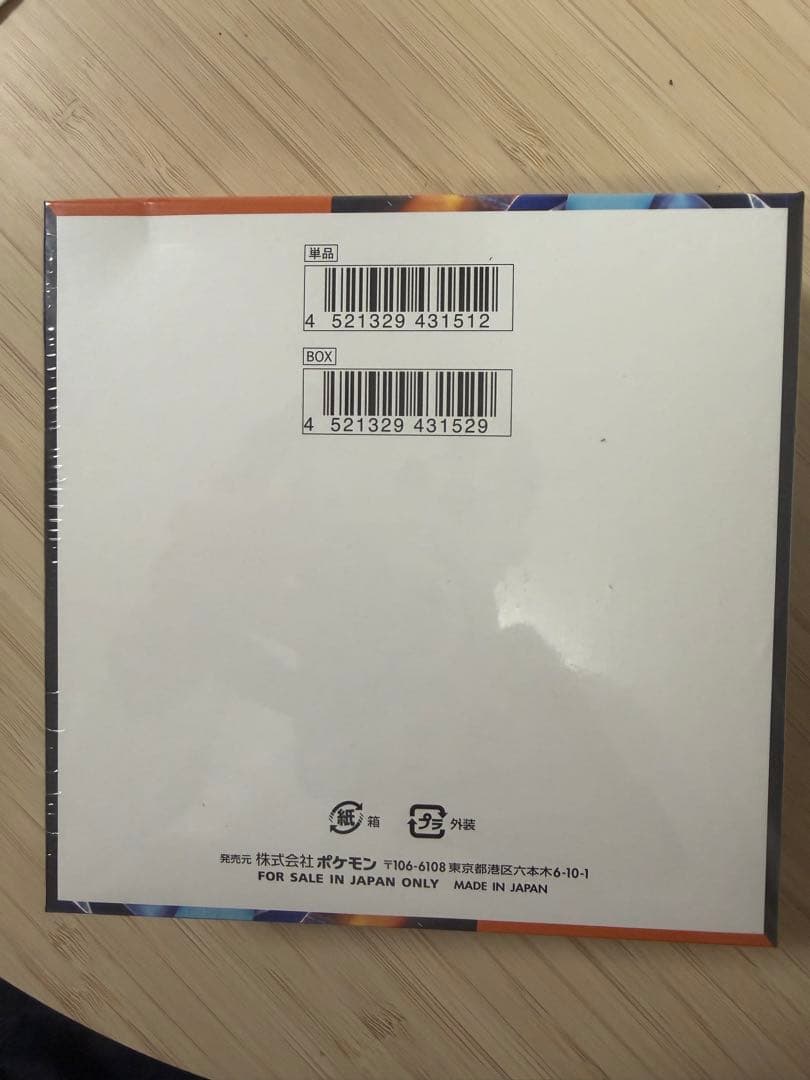 単品
4 521329 431512
BOX
4 521329 431529
紙 箱 プラ 外装
発売元 株式会社 ポケモン 〒106-6108 東京都港区六本木6-10-1
FOR SALE IN JAPAN ONLY MADE IN JAPAN